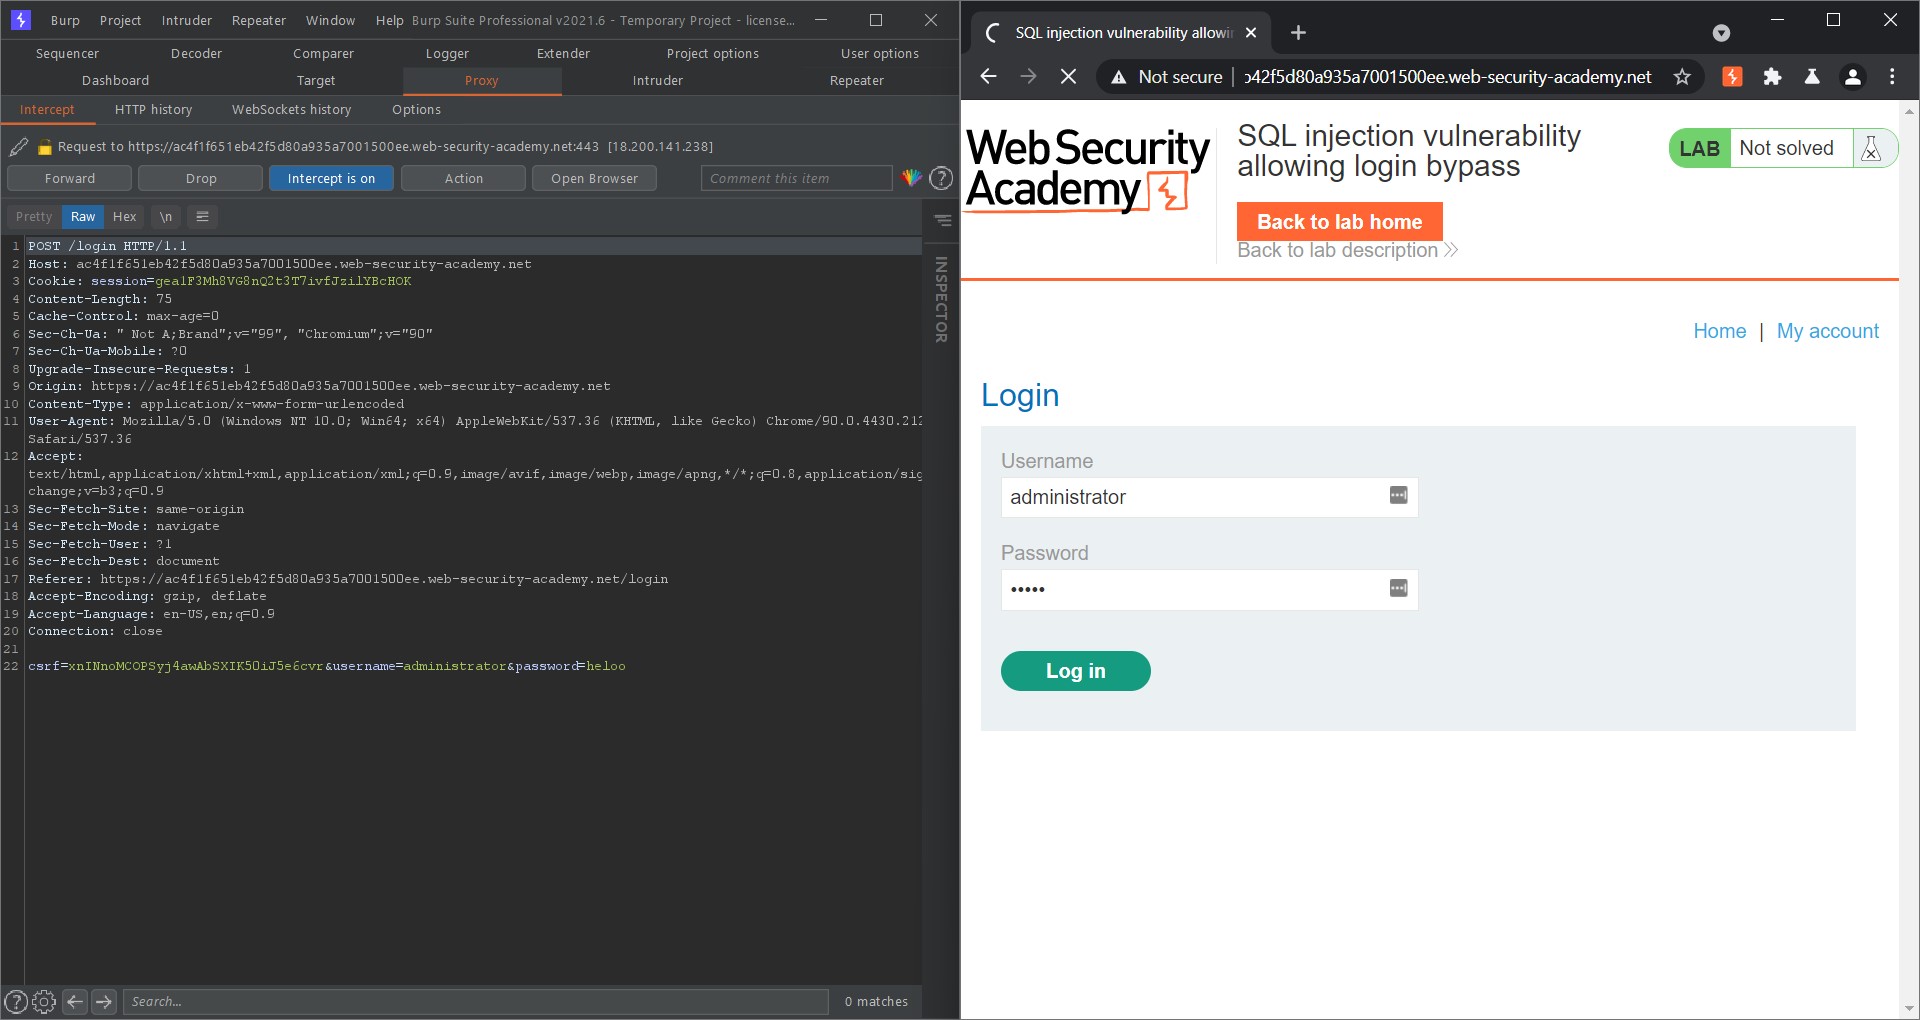 Burp Project Intruder Repeater Window Help Burp Suite Professional v2021.6 - Temporary Project - license...
Sequencer Decoder Comparer Logger Extender Project options User options
Dashboard Target Proxy Intruder Repeater
Intercept HTTP history WebSockets history Options
Request to https://ac4f1f651eb42f5d80a935a7001500ee.web-security-academy.net:443 [18.200.141.238]
Forward Drop Intercept is on Action Open Browser Comment this item ?
Pretty Raw Hex \n
INSPECTOR
1 POST /login HTTP/1.1
2 Host: ac4f1f651eb42f5d80a935a7001500ee.web-security-academy.net
3 Cookie: session=gea1F3Mh8VG8nQ2t3T7ivfJzilYBcHOK
4 Content-Length: 75
5 Cache-Control: max-age=0
6 Sec-Ch-Ua: " Not A;Brand";v="99", "Chromium";v="90"
7 Sec-Ch-Ua-Mobile: ?0
8 Upgrade-Insecure-Requests: 1
9 Origin: https://ac4f1f651eb42f5d80a935a7001500ee.web-security-academy.net
10 Content-Type: application/x-www-form-urlencoded
11 User-Agent: Mozilla/5.0 (Windows NT 10.0; Win64; x64) AppleWebKit/537.36 (KHTML, like Gecko) Chrome/90.0.4430.212
Safari/537.36
12 Accept:
text/html,application/xhtml+xml,application/xml;q=0.9,image/avif,image/webp,image/apng,*/*;q=0.8,application/sig
change;v=b3;q=0.9
13 Sec-Fetch-Site: same-origin
14 Sec-Fetch-Mode: navigate
15 Sec-Fetch-User: ?1
16 Sec-Fetch-Dest: document
17 Referer: https://ac4f1f651eb42f5d80a935a7001500ee.web-security-academy.net/login
18 Accept-Encoding: gzip, deflate
19 Accept-Language: en-US,en;q=0.9
20 Connection: close
21
22 csrf=xnINnoMCOPSyj4awAbSXIK50iJ5e6cvr&username=administrator&password=heloo
? Search... 0 matches
SQL injection vulnerability allowi
Not secure b42f5d80a935a7001500ee.web-security-academy.net
Web Security
Academy
SQL injection vulnerability
allowing login bypass
LAB Not solved
Back to lab home
Back to lab description >>
Home | My account
Login
Username
administrator
Password
•••••
Log in